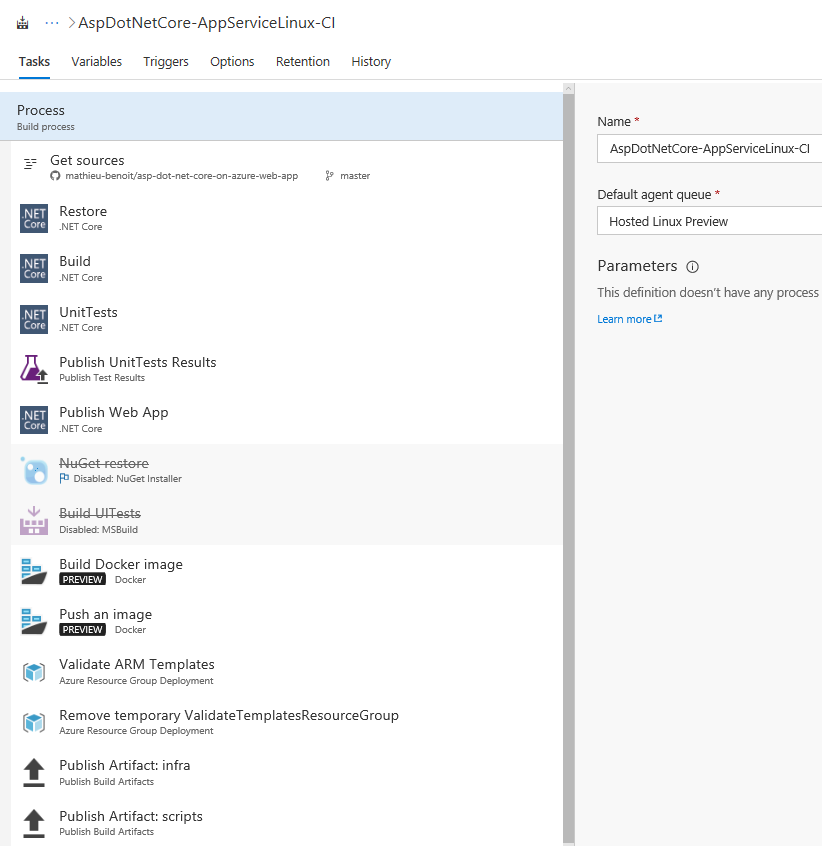 ··· > AspDotNetCore-AppServiceLinux-CI
Tasks Variables Triggers Options Retention History
Process
Build process
Get sources
mathieu-benoit/asp-dot-net-core-on-azure-web-app master
.NET Core
Restore
.NET Core
.NET Core
Build
.NET Core
.NET Core
UnitTests
.NET Core
Publish UnitTests Results
Publish Test Results
.NET Core
Publish Web App
.NET Core
NuGet restore
Disabled: NuGet Installer
Build UITests
Disabled: MSBuild
Build Docker image
PREVIEW Docker
Push an image
PREVIEW Docker
Validate ARM Templates
Azure Resource Group Deployment
Remove temporary ValidateTemplatesResourceGroup
Azure Resource Group Deployment
Publish Artifact: infra
Publish Build Artifacts
Publish Artifact: scripts
Publish Build Artifacts
Name *
AspDotNetCore-AppServiceLinux-CI
Default agent queue *
Hosted Linux Preview
Parameters
This definition doesn't have any process
Learn more